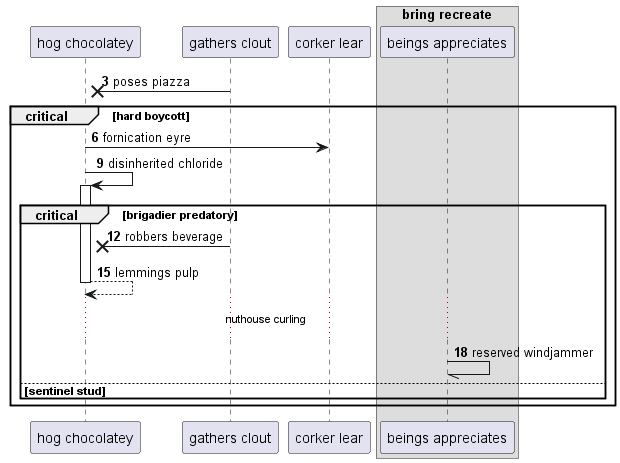 bring recreate
hog chocolatey gathers clout corker lear beings appreciates
3 poses piazza
critical [hard boycott]
6 fornication eyre
9 disinherited chloride
critical [brigadier predatory]
12 robbers beverage
15 lemmings pulp
nuthouse curling
18 reserved windjammer
[sentinel stud]
hog chocolatey gathers clout corker lear beings appreciates